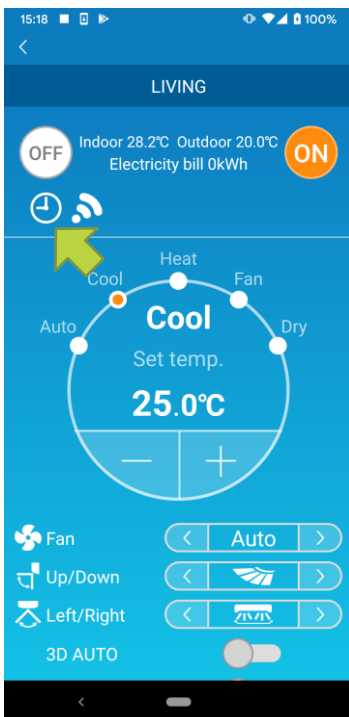 15:18 100%
LIVING
OFF Indoor 28.2℃ Outdoor 20.0℃ ON
Electricity bill 0kWh
Heat
Cool Fan
Auto Cool Dry
Set temp.
25.0℃
Fan Auto
Up/Down
Left/Right
3D AUTO